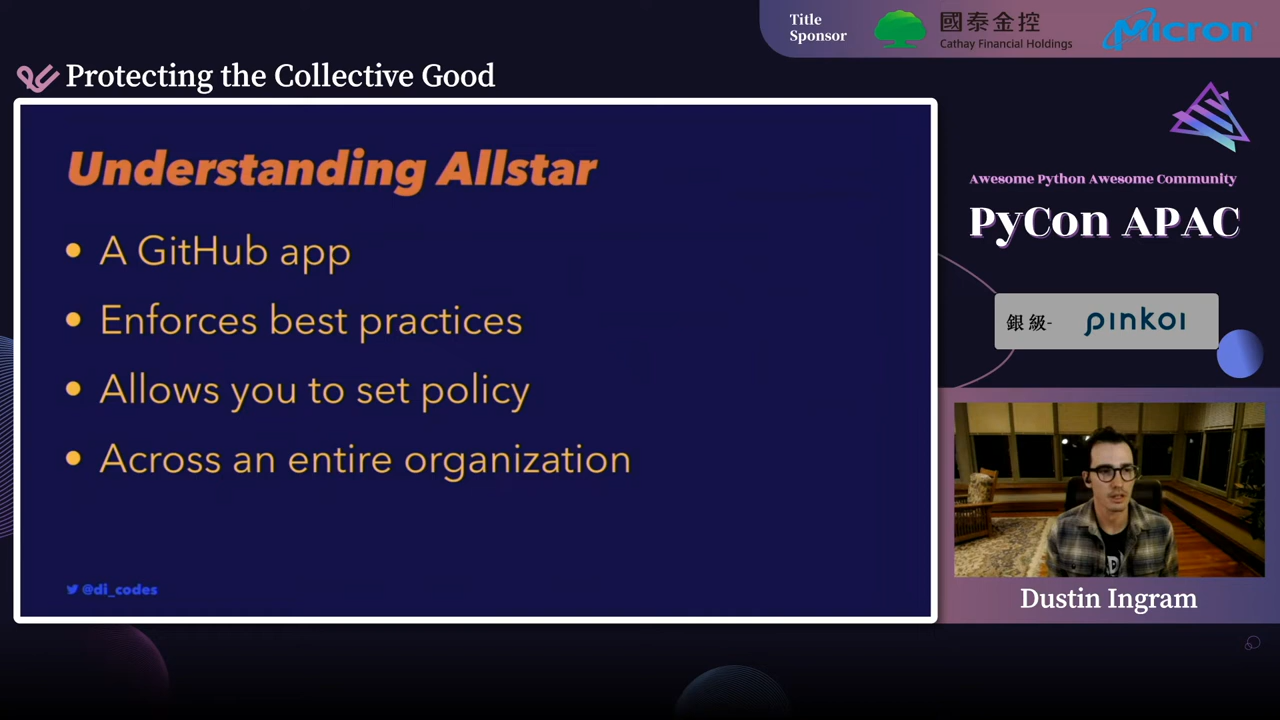 Title
Sponsor
國泰金控
Cathay Financial Holdings
Micron
Protecting the Collective Good
Understanding Allstar
• A GitHub app
• Enforces best practices
• Allows you to set policy
• Across an entire organization
@di_codes
Awesome Python Awesome Community
PyCon APAC
銀級-
pinkoi
Dustin Ingram